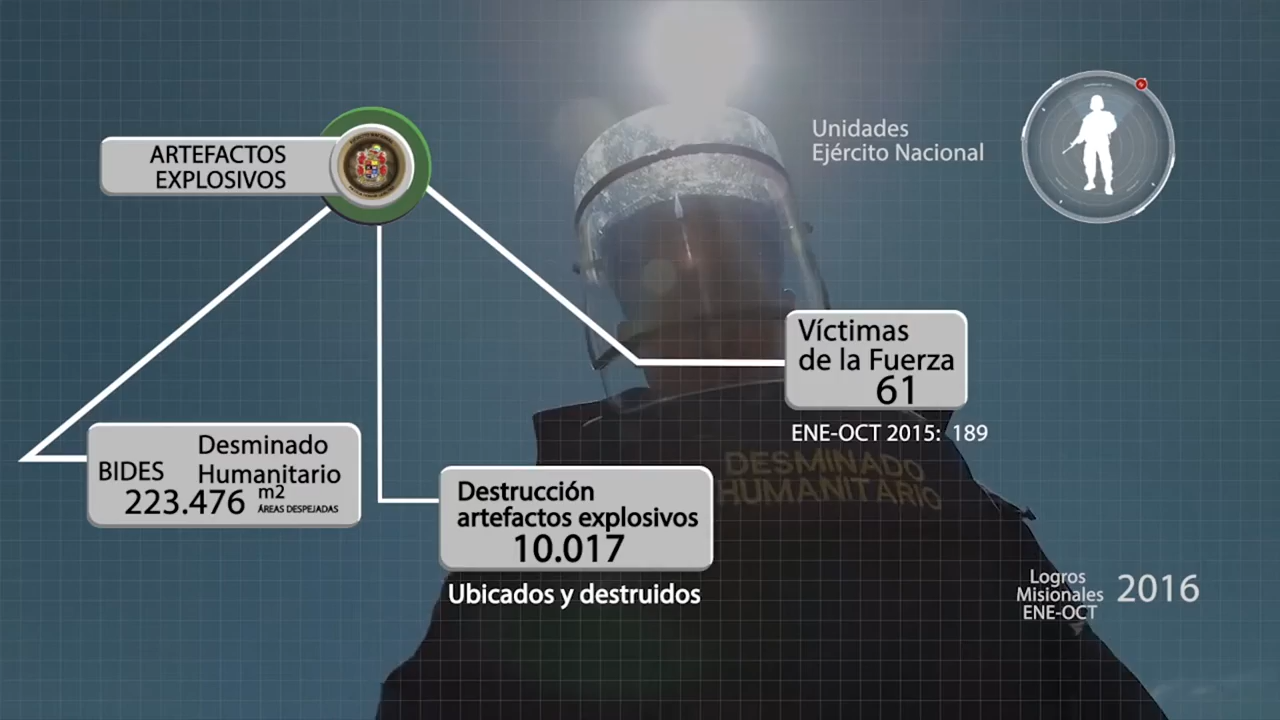 ARTEFACTOS
EXPLOSIVOS
Unidades
Ejército Nacional
Víctimas
de la Fuerza
61
ENE-OCT 2015: 189
BIDES
Desminado
Humanitario
223.476 m2
ÁREAS DESPEJADAS
Destrucción
artefactos explosivos
10.017
Ubicados y destruidos
DESMINADO
HUMANITARIO
Logros
Misionales
ENE-OCT
2016